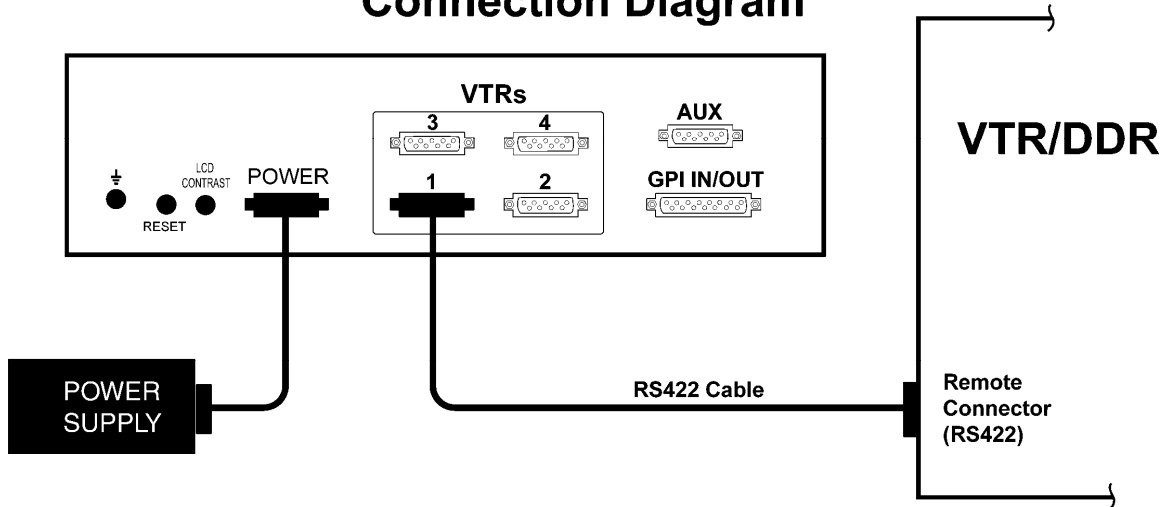 Connection Diagram
VTRs
3
4
AUX
VTR/DDR
LCD
CONTRAST
POWER
1
2
GPI IN/OUT
RESET
POWER
SUPPLY
RS422 Cable
Remote
Connector
(RS422)